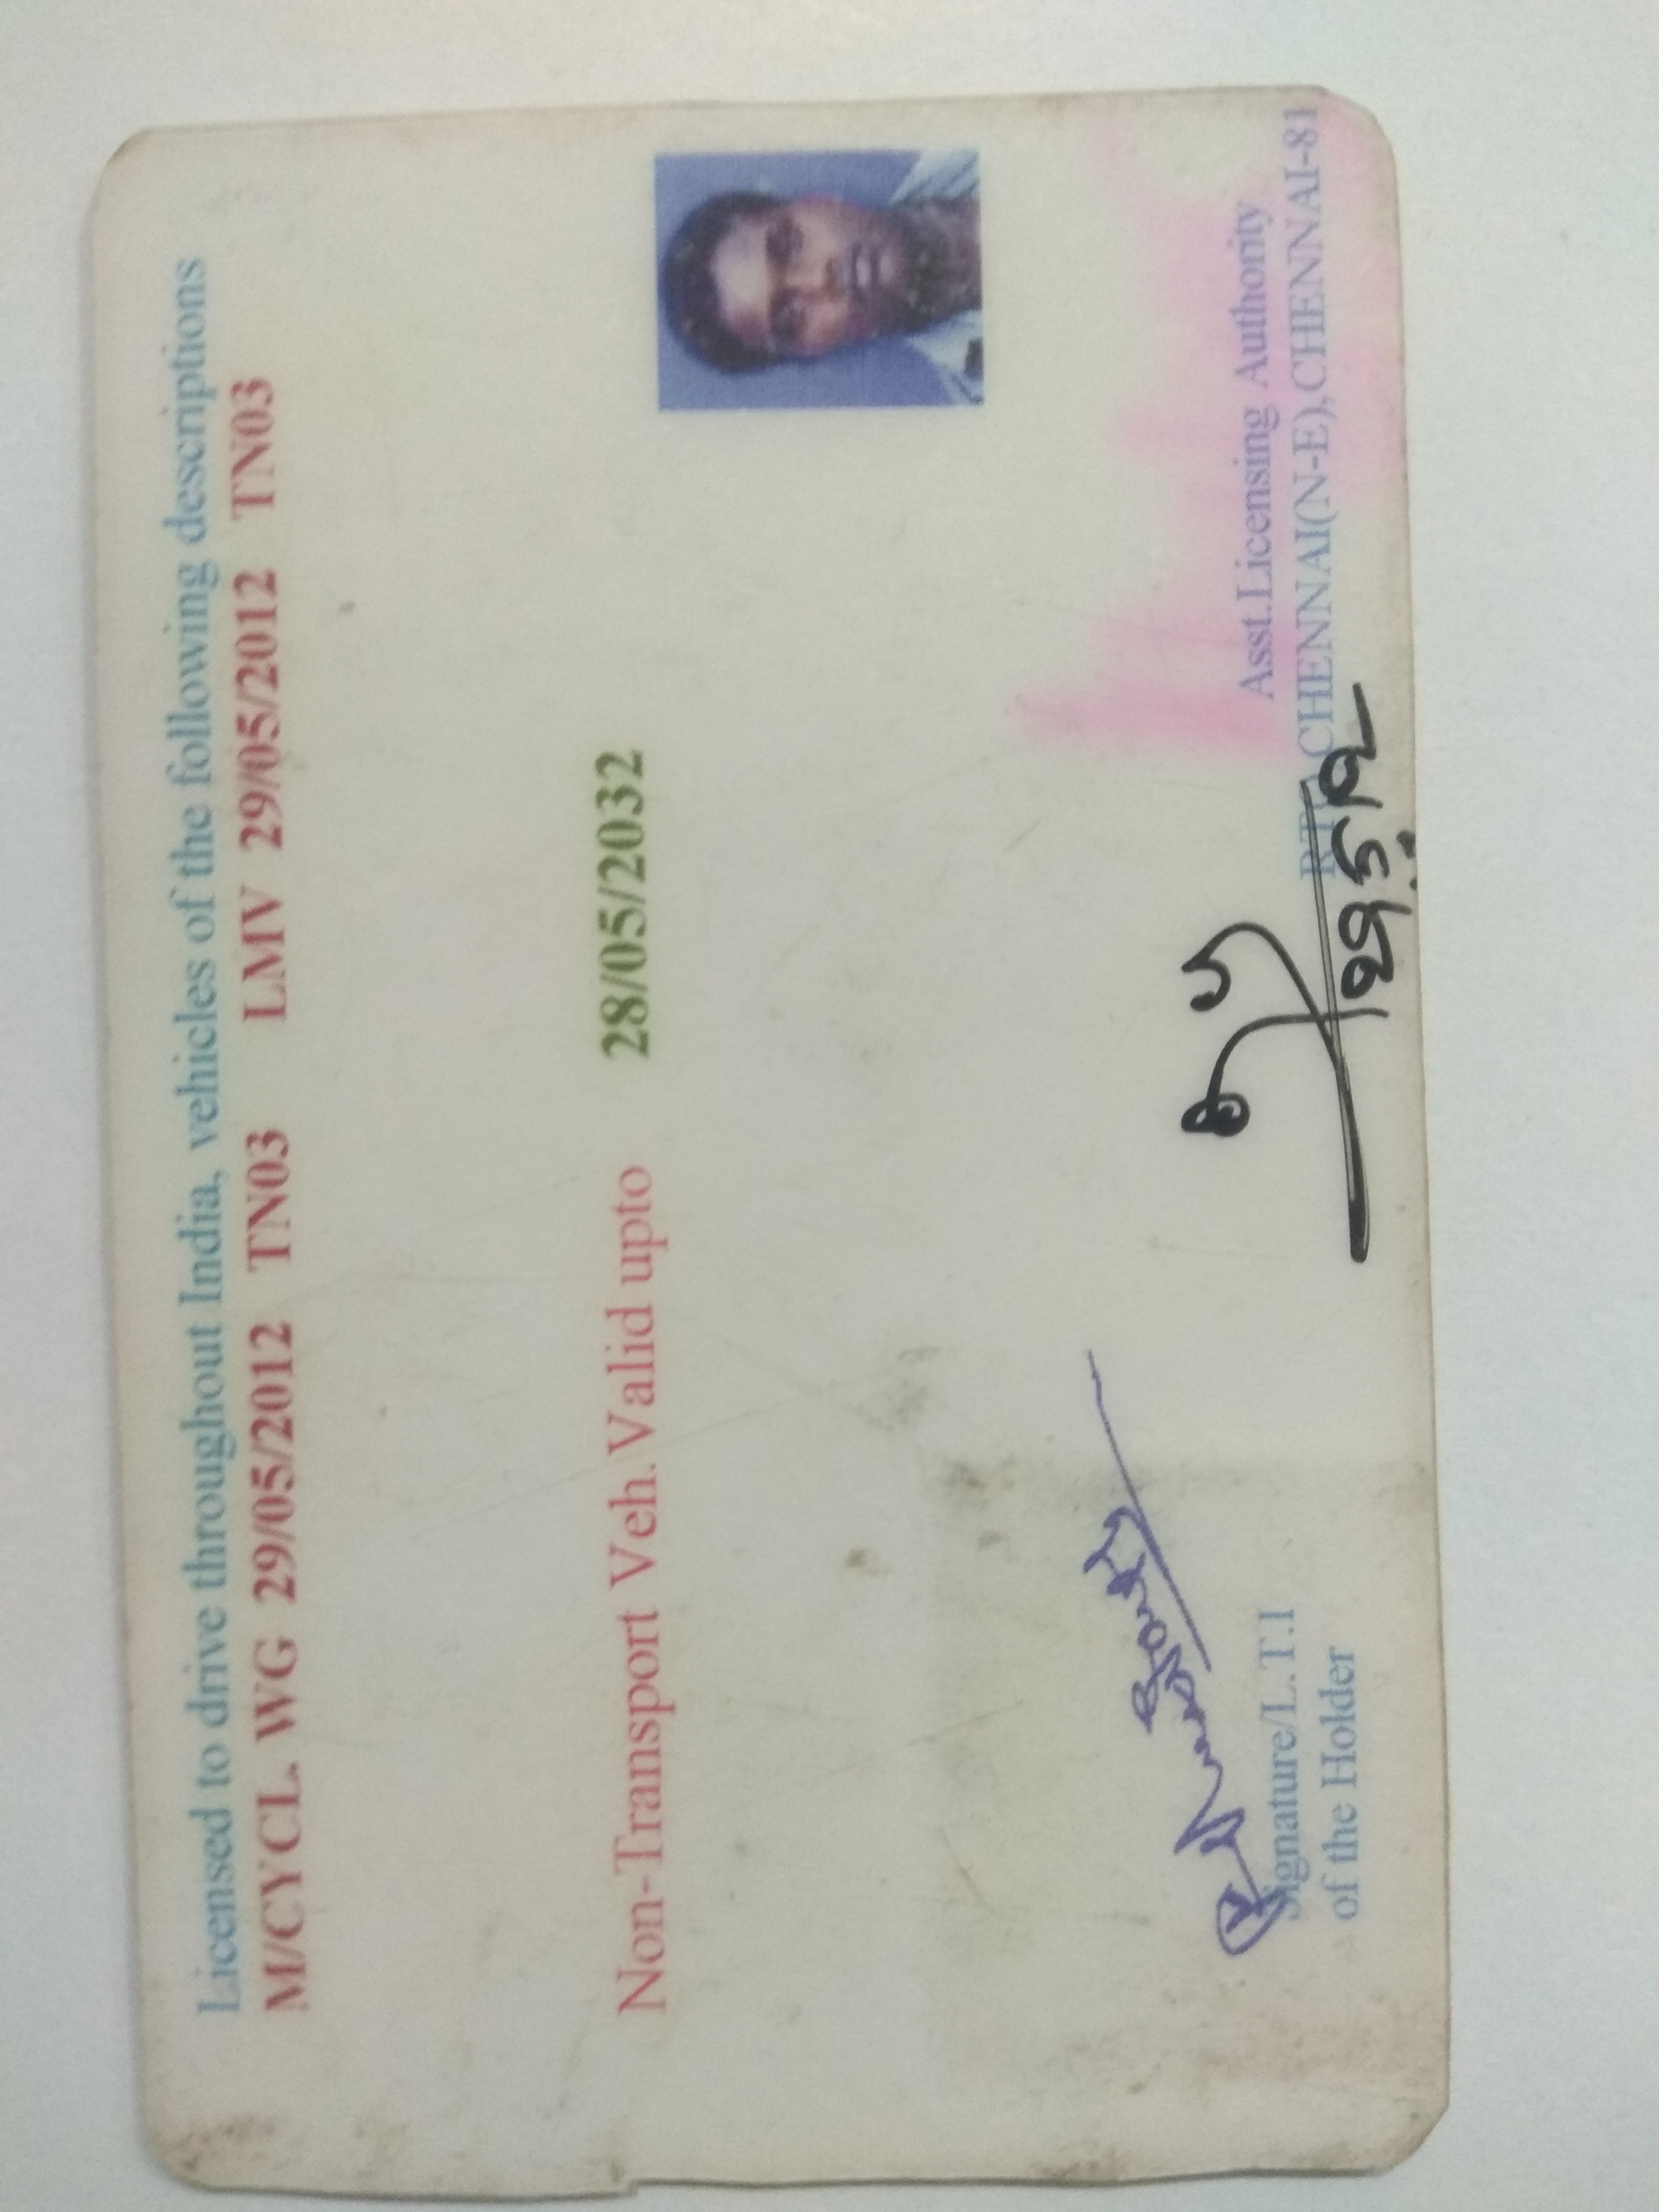 Licensed to drive throughout India, vehicles of the following descriptions
M/CYCL. WG 29/05/2012 TN03 LMV 29/05/2012 TN03
Non-Transport Veh.Valid upto 28/05/2032
Signature/L.T.I
of the Holder
Asst.Licensing Authority
RTO,CHENNAI(N-E),CHENNAI-81